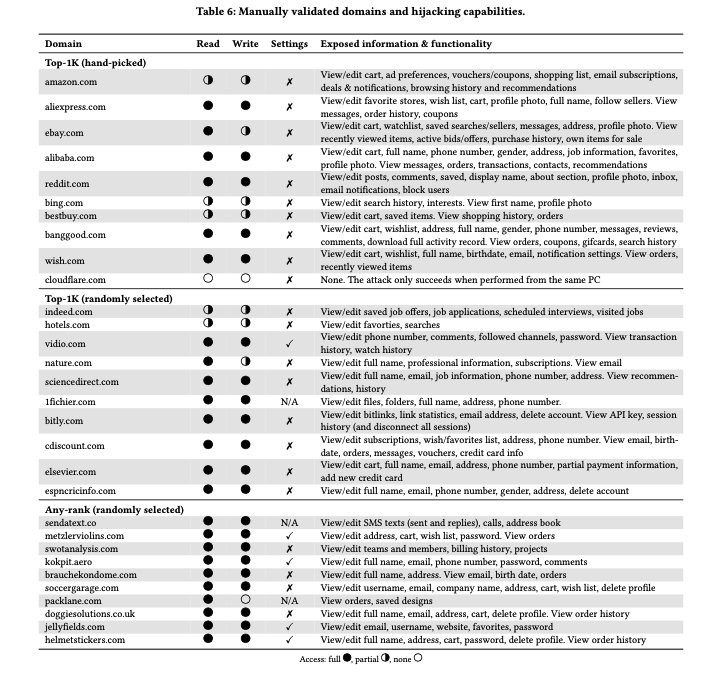 Table 6: Manually validated domains and hijacking capabilities.
Domain Read Write Settings Exposed information & functionality
Top-1K (hand-picked)
amazon.com ◑ ◑ ✗ View/edit cart, ad preferences, vouchers/coupons, shopping list, email subscriptions,
deals & notifications, browsing history and recommendations
aliexpress.com ● ● ✗ View/edit favorite stores, wish list, cart, profile photo, full name, follow sellers. View
messages, order history, coupons
ebay.com ● ◑ ✗ View/edit cart, watchlist, saved searches/sellers, messages, address, profile photo. View
recently viewed items, active bids/offers, purchase history, own items for sale
alibaba.com ● ● ✗ View/edit cart, full name, phone number, gender, address, job information, favorites,
profile photo. View messages, orders, transactions, contacts, recommendations
reddit.com ● ● ✗ View/edit posts, comments, saved, display name, about section, profile photo, inbox,
email notifications, block users
bing.com ◑ ◑ ✗ View/edit search history, interests. View first name, profile photo
bestbuy.com ◑ ◑ ✗ View/edit cart, saved items. View shopping history, orders
banggood.com ● ● ✗ View/edit cart, wishlist, address, full name, gender, phone number, messages, reviews,
comments, download full activity record. View orders, coupons, gifcards, search history
wish.com ● ● ✗ View/edit cart, wishlist, full name, birthdate, email, notification settings. View orders,
recently viewed items
cloudflare.com ○ ○ ✗ None. The attack only succeeds when performed from the same PC
Top-1K (randomly selected)
indeed.com ◑ ◑ ✗ View/edit saved job offers, job applications, scheduled interviews, visited jobs
hotels.com ◑ ◑ ✗ View/edit favorties, searches
vidio.com ● ● ✓ View/edit phone number, comments, followed channels, password. View transaction
history, watch history
nature.com ● ◑ ✗ View/edit full name, professional information, subscriptions. View email
sciencedirect.com ● ● ✗ View/edit full name, email, job information, phone number, address. View recommen-
dations, history
1fichier.com ● ● N/A View/edit files, folders, full name, address, phone number.
bitly.com ● ● ✗ View/edit bitlinks, link statistics, email address, delete account. View API key, session
history (and disconnect all sessions)
cdiscount.com ● ● ✗ View/edit subscriptions, wish/favorites list, address, phone number. View email, birth-
date, orders, messages, vouchers, credit card info
elsevier.com ● ● ✗ View/edit cart, full name, email, address, phone number, partial payment information,
add new credit card
espncricinfo.com ● ● ✗ View/edit full name, email, phone number, gender, address, delete account
Any-rank (randomly selected)
sendatext.co ● ● N/A View/edit SMS texts (sent and replies), calls, address book
metzlerviolins.com ● ● ✓ View/edit address, cart, wish list, password. View orders
swotanalysis.com ● ● ✗ View/edit teams and members, billing history, projects
kokpit.aero ● ● ✓ View/edit full name, email, phone number, password, comments
brauchekondome.com ● ● ✗ View/edit full name, address. View email, birth date, orders
soccergarage.com ● ● ✗ View/edit username, email, company name, address, cart, wish list, delete profile
packlane.com ● ○ N/A View orders, saved designs
doggiesolutions.co.uk ● ● ✗ View/edit full name, email, address, cart, delete profile. View order history
jellyfields.com ● ● ✓ View/edit email, username, website, favorites, password
helmetstickers.com ● ● ✓ View/edit full name, address, cart, password, delete profile. View order history
Access: full ●, partial ◑, none ○